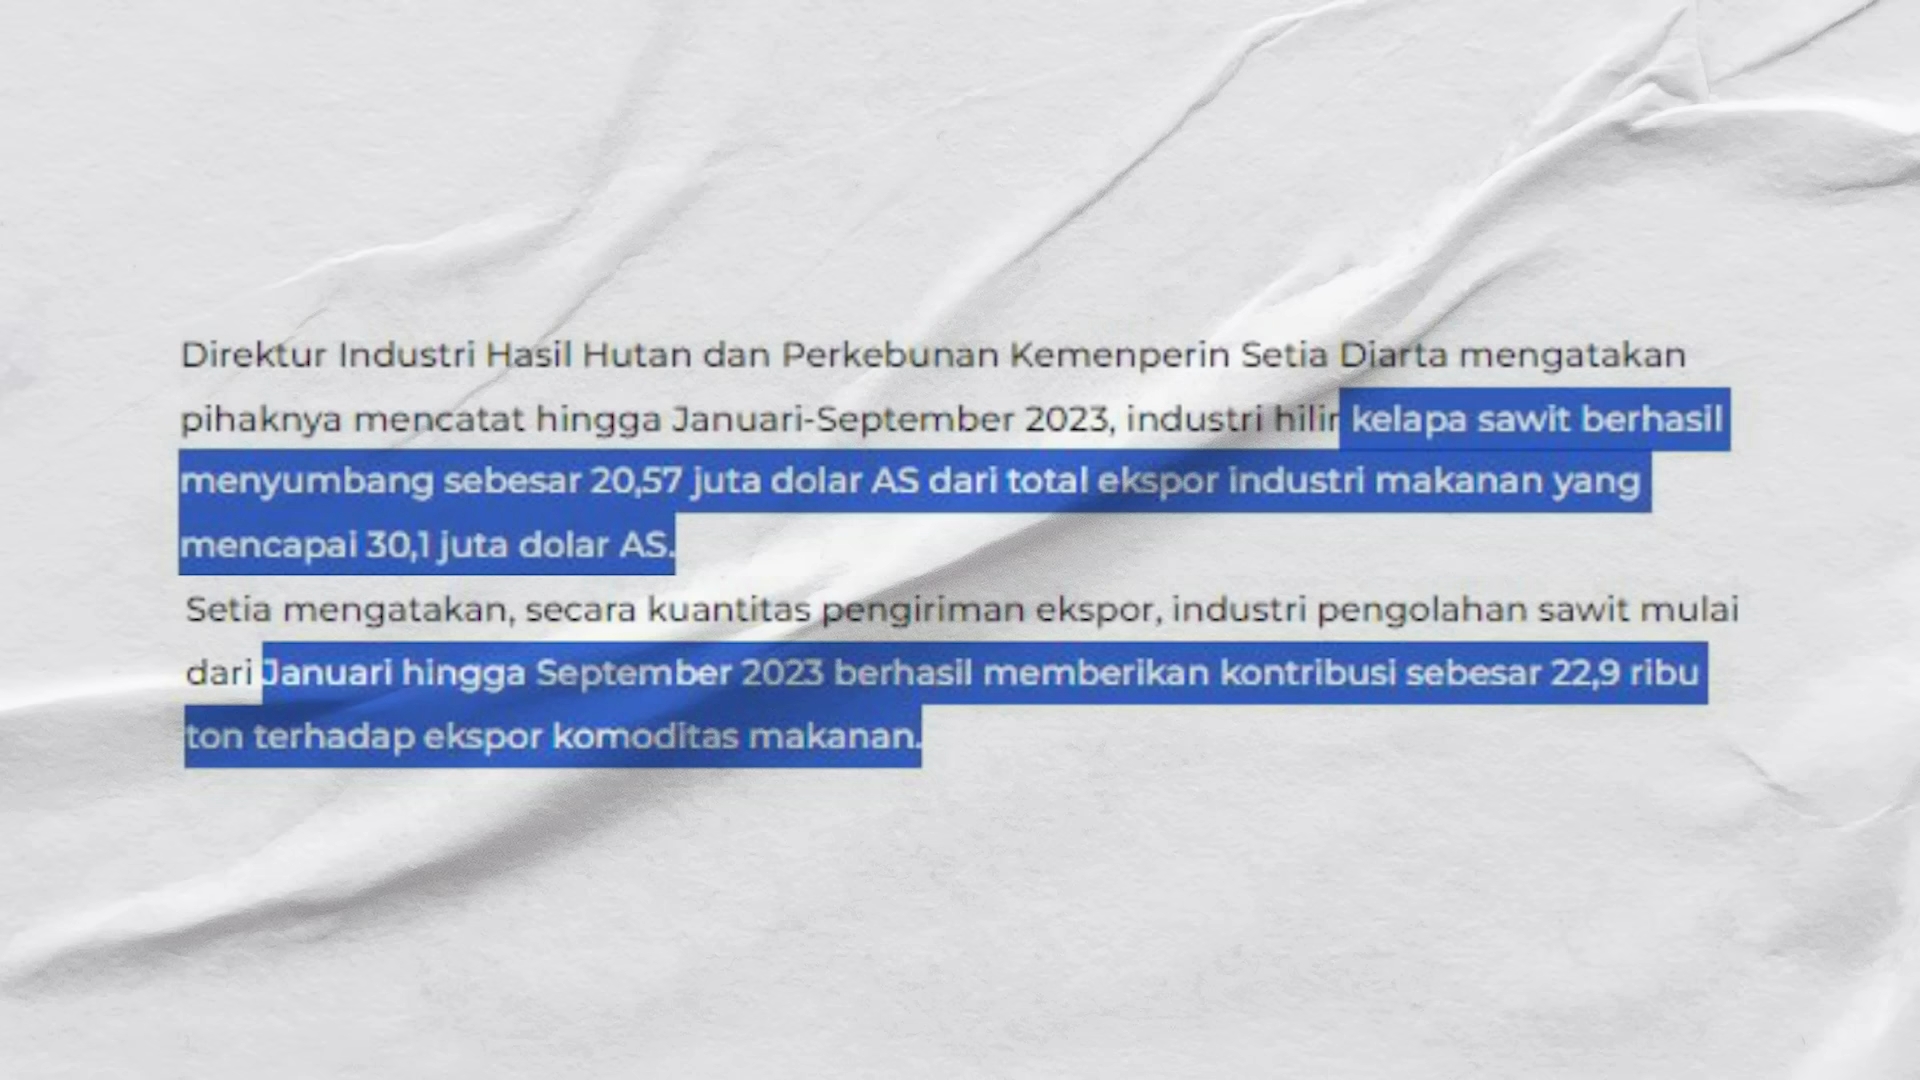 Direktur Industri Hasil Hutan dan Perkebunan Kemenperin Setia Diarta mengatakan
pihaknya mencatat hingga Januari-September 2023, industri hilir kelapa sawit berhasil
menyumbang sebesar 20,57 juta dolar AS dari total ekspor industri makanan yang
mencapai 30,1 juta dolar AS.
Setia mengatakan, secara kuantitas pengiriman ekspor, industri pengolahan sawit mulai
dari Januari hingga September 2023 berhasil memberikan kontribusi sebesar 22,9 ribu
ton terhadap ekspor komoditas makanan.